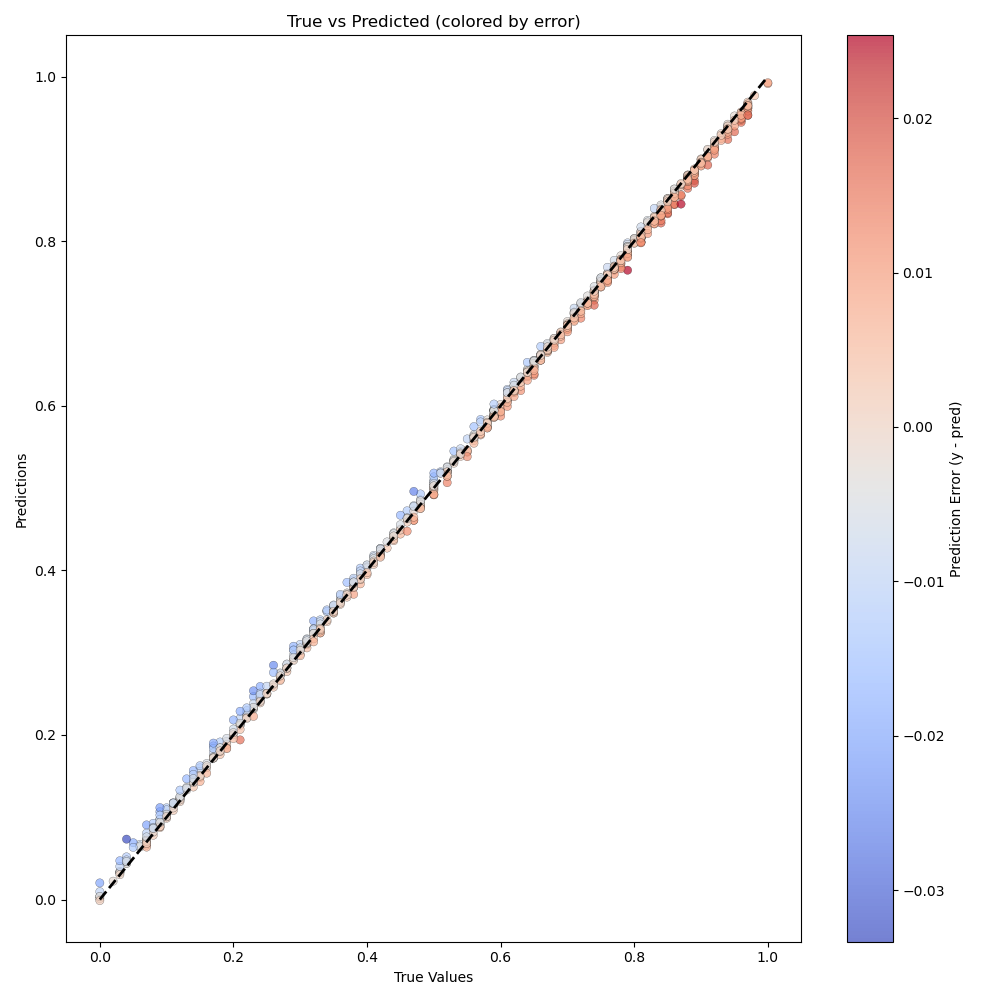 True vs Predicted (colored by error)
1.0
0.8
0.6
0.4
0.2
0.0
Predictions
0.0 0.2 0.4 0.6 0.8 1.0
True Values
0.02
0.01
0.00
−0.01
−0.02
−0.03
Prediction Error (y - pred)